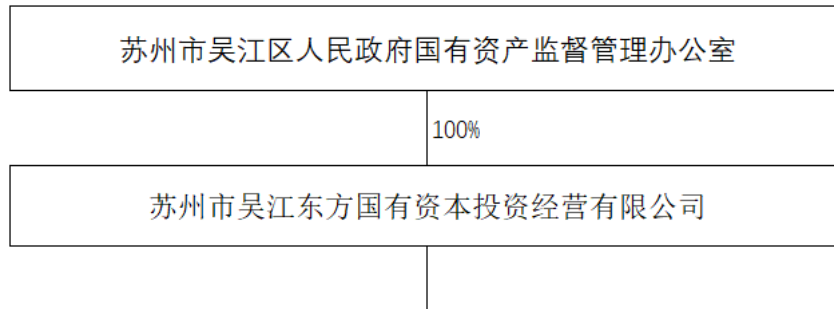 苏州市吴江区人民政府国有资产监督管理办公室
100%
苏州市吴江东方国有资本投资经营有限公司